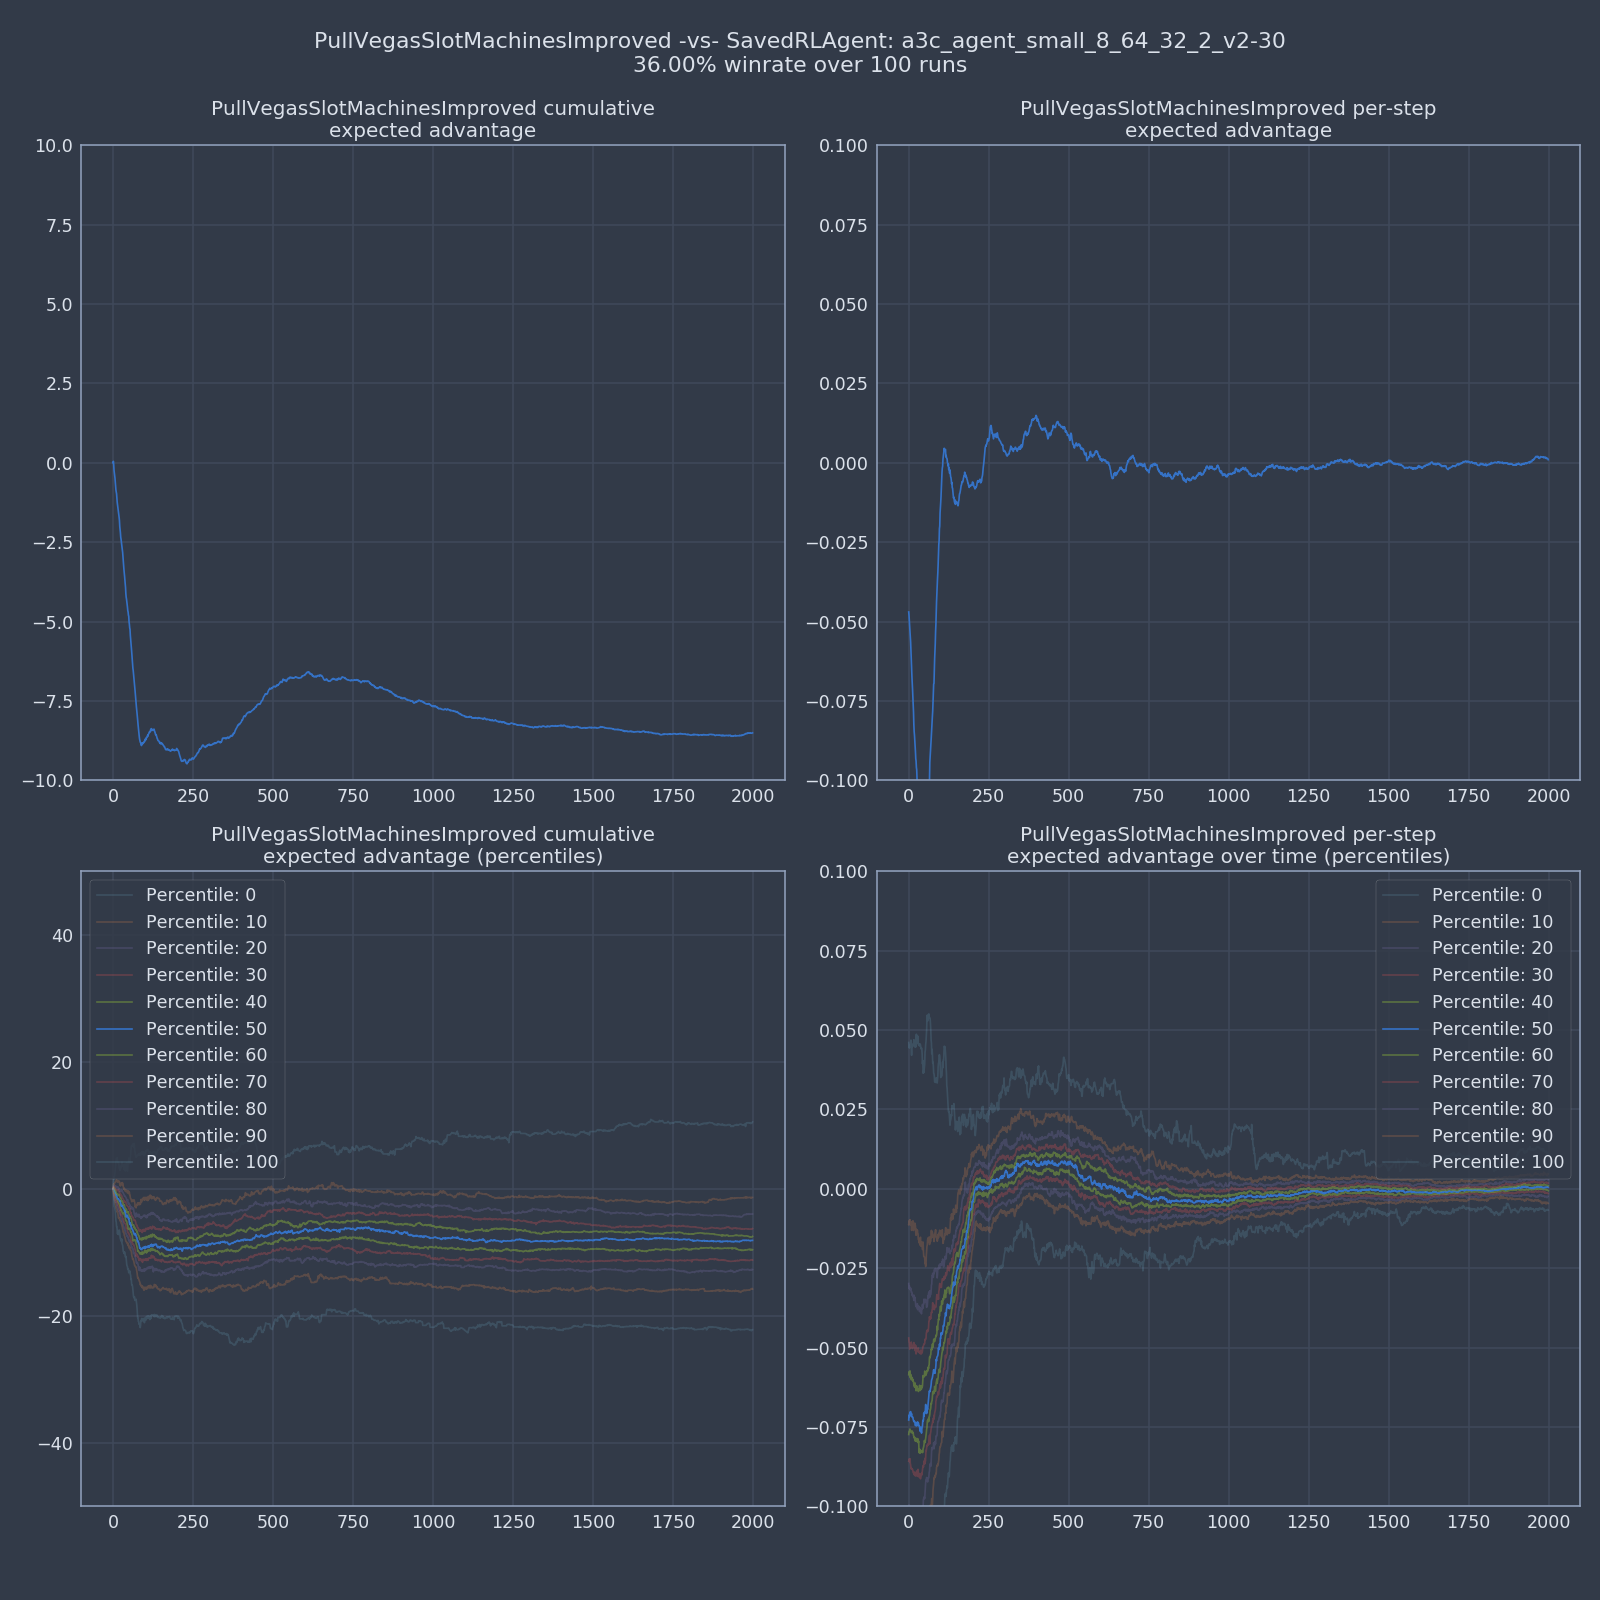 PullVegasSlotMachinesImproved -vs- SavedRLAgent: a3c_agent_small_8_64_32_2_v2-30
36.00% winrate over 100 runs
PullVegasSlotMachinesImproved cumulative
expected advantage
10.0
7.5
5.0
2.5
0.0
−2.5
−5.0
−7.5
−10.0
0 250 500 750 1000 1250 1500 1750 2000
PullVegasSlotMachinesImproved per-step
expected advantage
0.100
0.075
0.050
0.025
0.000
−0.025
−0.050
−0.075
−0.100
0 250 500 750 1000 1250 1500 1750 2000
PullVegasSlotMachinesImproved cumulative
expected advantage (percentiles)
40
20
0
−20
−40
Percentile: 0
Percentile: 10
Percentile: 20
Percentile: 30
Percentile: 40
Percentile: 50
Percentile: 60
Percentile: 70
Percentile: 80
Percentile: 90
Percentile: 100
0 250 500 750 1000 1250 1500 1750 2000
PullVegasSlotMachinesImproved per-step
expected advantage over time (percentiles)
0.100
0.075
0.050
0.025
0.000
−0.025
−0.050
−0.075
−0.100
Percentile: 0
Percentile: 10
Percentile: 20
Percentile: 30
Percentile: 40
Percentile: 50
Percentile: 60
Percentile: 70
Percentile: 80
Percentile: 90
Percentile: 100
0 250 500 750 1000 1250 1500 1750 2000